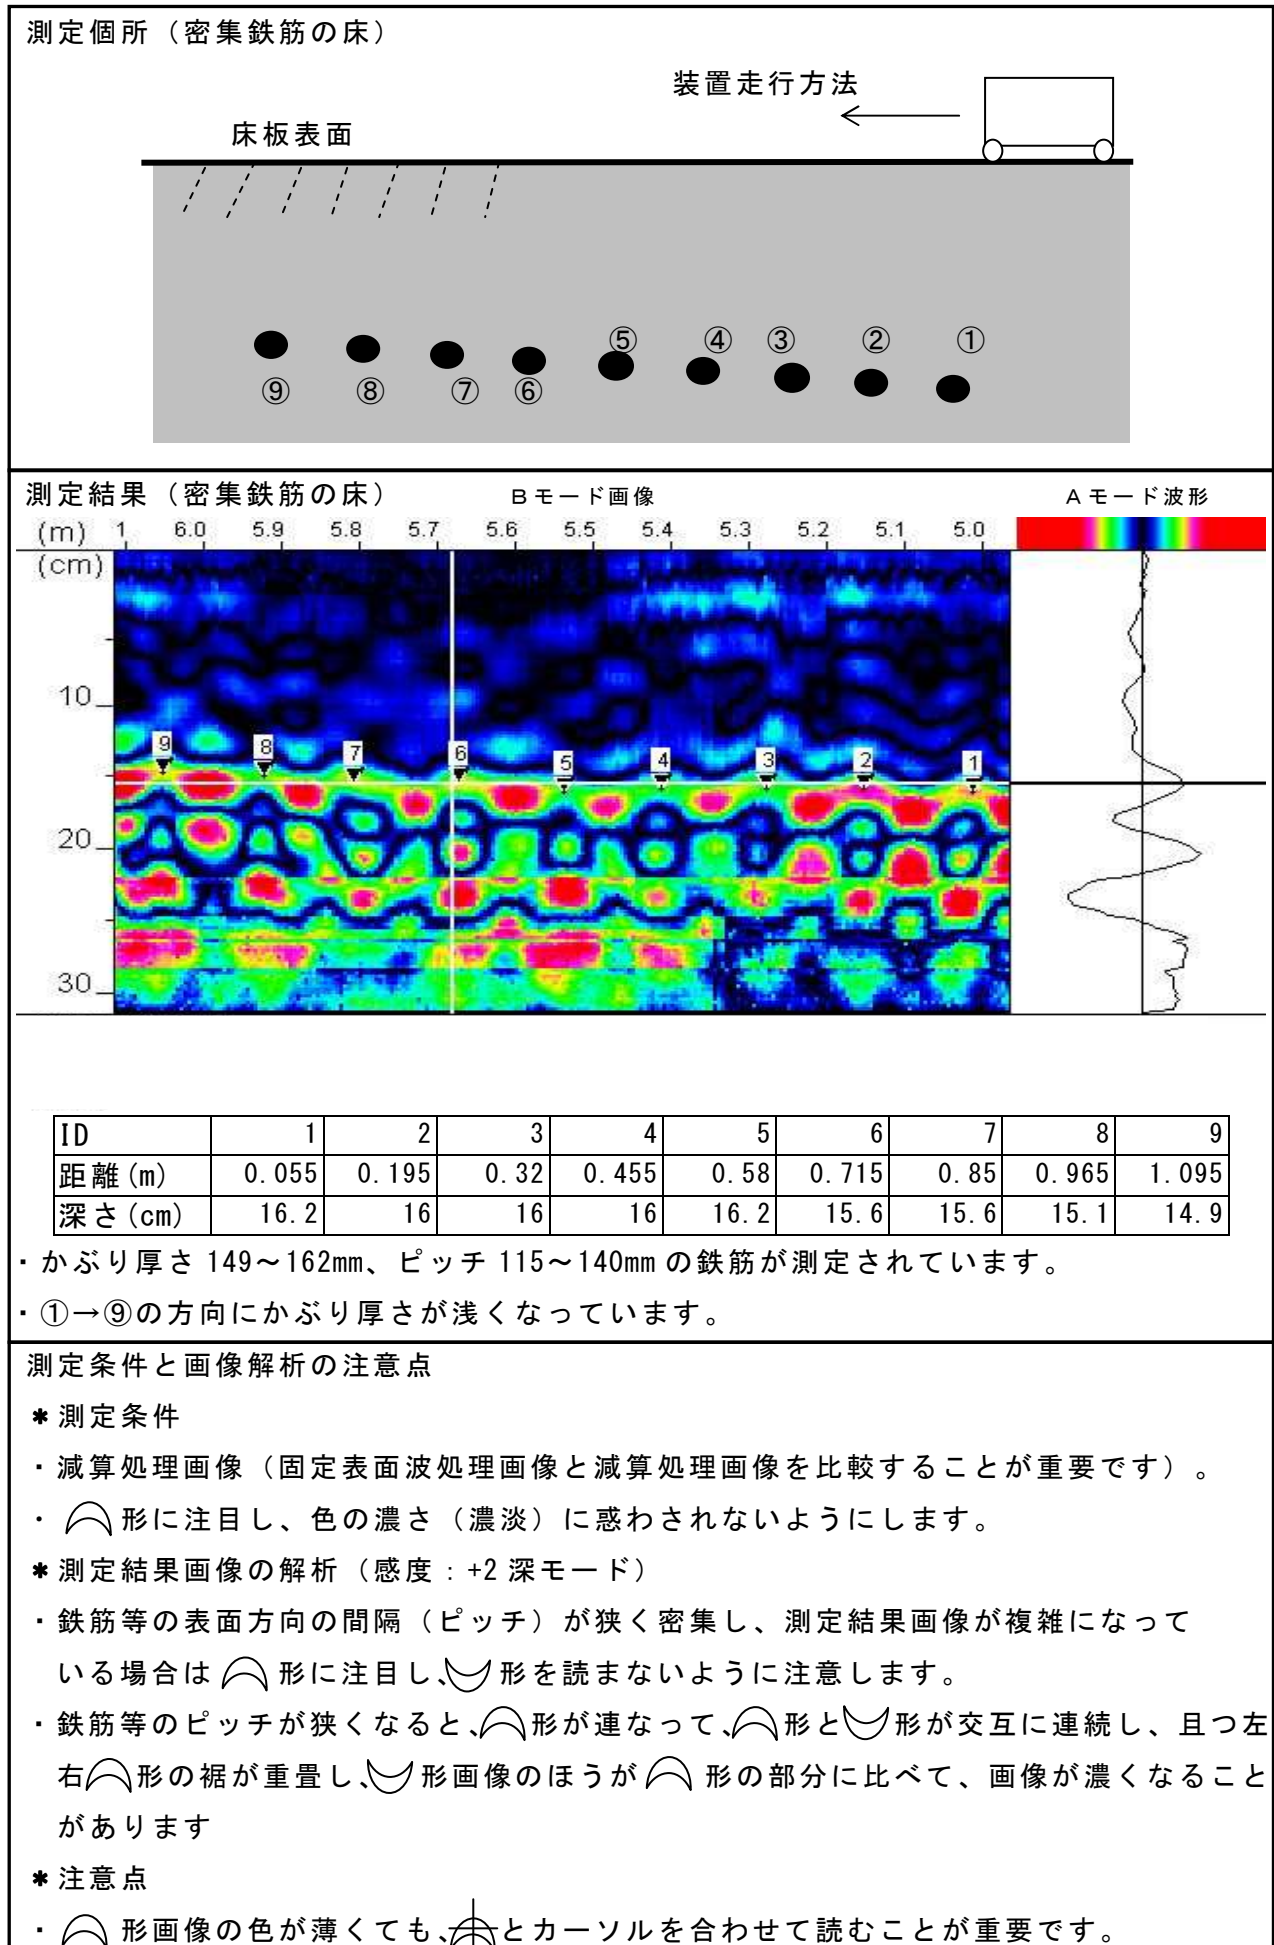 測定個所（密集鉄筋の床）
装置走行方法
床板表面
⑤ ④ ③ ② ①
⑨ ⑧ ⑦ ⑥
測定結果（密集鉄筋の床） Bモード画像 Aモード波形
(m) 1 6.0 5.9 5.8 5.7 5.6 5.5 5.4 5.3 5.2 5.1 5.0
(cm)
10
9 8 7 6 5 4 3 2 1
20
30
ID 1 2 3 4 5 6 7 8 9
距離(m) 0.055 0.195 0.32 0.455 0.58 0.715 0.85 0.965 1.095
深さ(cm) 16.2 16 16 16 16.2 15.6 15.6 15.1 14.9
・かぶり厚さ149～162mm、ピッチ115～140mmの鉄筋が測定されています。
・①→⑨の方向にかぶり厚さが浅くなっています。
測定条件と画像解析の注意点
＊測定条件
・減算処理画像（固定表面波処理画像と減算処理画像を比較することが重要です）。
・形に注目し、色の濃さ（濃淡）に惑わされないようにします。
＊測定結果画像の解析（感度：+2深モード）
・鉄筋等の表面方向の間隔（ピッチ）が狭く密集し、測定結果画像が複雑になって
いる場合は形に注目し、形を読まないように注意します。
・鉄筋等のピッチが狭くなると、形が連なって、形と形が交互に連続し、且つ左
右形の裾が重畳し、形画像のほうが形の部分に比べて、画像が濃くなること
があります
＊注意点
・形画像の色が薄くても、とカーソルを合わせて読むことが重要です。